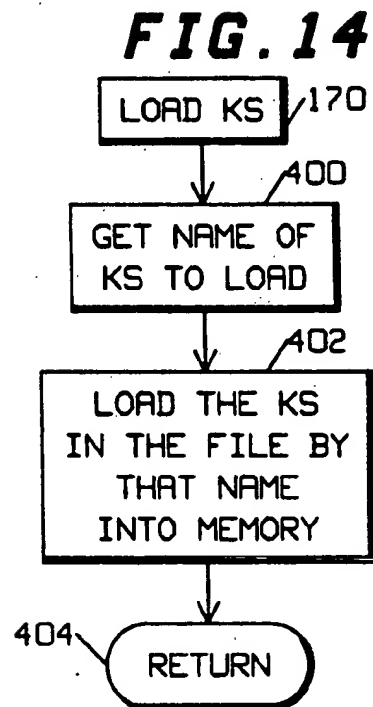 FIG. 14
LOAD KS
170
400
GET NAME OF
KS TO LOAD
402
LOAD THE KS
IN THE FILE BY
THAT NAME
INTO MEMORY
404
RETURN